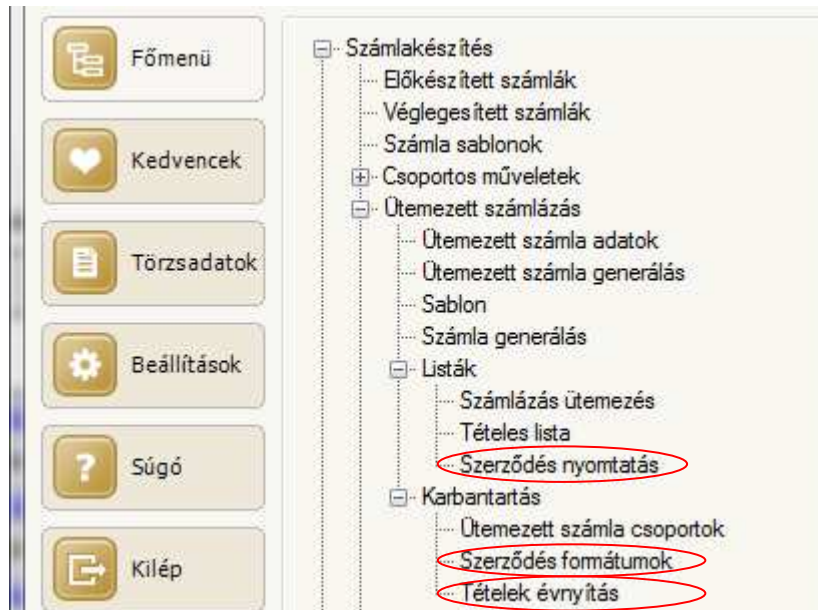 Főmenü
Kedvencek
Törzsadatok
Beállítások
Súgó
Kilép
Számlakészítés
Előkészített számlák
Véglegesített számlák
Számla sablonok
Csoportos műveletek
Ütemezett számlázás
Ütemezett számla adatok
Ütemezett számla generálás
Sablon
Számla generálás
Listák
Számlázás ütemezés
Tételes lista
Szerződés nyomtatás
Karbantartás
Ütemezett számla csoportok
Szerződés formátumok
Tételek évnyitás